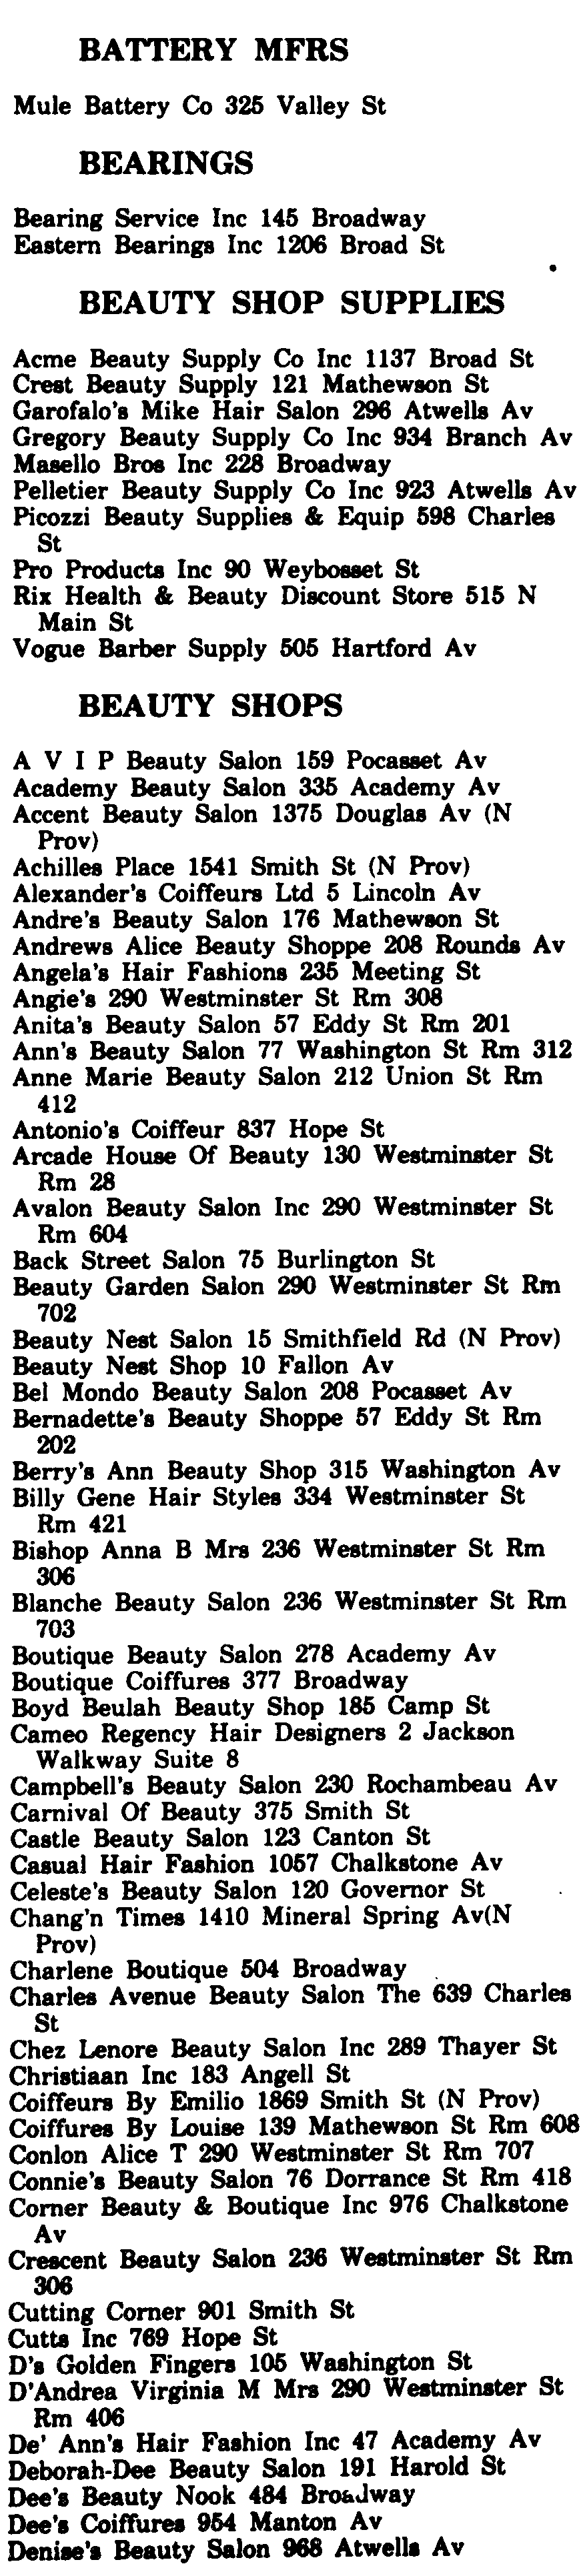 BATTERY MFRS
Mule Battery Co 325 Valley St
BEARINGS
Bearing Service Inc 145 Broadway
Eastern Bearings Inc 1206 Broad St
BEAUTY SHOP SUPPLIES
Acme Beauty Supply Co Inc 1137 Broad St
Crest Beauty Supply 121 Mathewson St
Garofalo's Mike Hair Salon 296 Atwells Av
Gregory Beauty Supply Co Inc 934 Branch Av
Masello Bros Inc 228 Broadway
Pelletier Beauty Supply Co Inc 923 Atwells Av
Picozzi Beauty Supplies & Equip 598 Charles
St
Pro Products Inc 90 Weybosset St
Rix Health & Beauty Discount Store 515 N
Main St
Vogue Barber Supply 505 Hartford Av
BEAUTY SHOPS
A V I P Beauty Salon 159 Pocasset Av
Academy Beauty Salon 335 Academy Av
Accent Beauty Salon 1375 Douglas Av (N
Prov)
Achilles Place 1541 Smith St (N Prov)
Alexander's Coiffeurs Ltd 5 Lincoln Av
Andre's Beauty Salon 176 Mathewson St
Andrews Alice Beauty Shoppe 208 Rounds Av
Angela's Hair Fashions 235 Meeting St
Angie's 290 Westminster St Rm 308
Anita's Beauty Salon 57 Eddy St Rm 201
Ann's Beauty Salon 77 Washington St Rm 312
Anne Marie Beauty Salon 212 Union St Rm
412
Antonio's Coiffeur 837 Hope St
Arcade House Of Beauty 130 Westminster St
Rm 28
Avalon Beauty Salon Inc 290 Westminster St
Rm 604
Back Street Salon 75 Burlington St
Beauty Garden Salon 290 Westminster St Rm
702
Beauty Nest Salon 15 Smithfield Rd (N Prov)
Beauty Nest Shop 10 Fallon Av
Bel Mondo Beauty Salon 208 Pocasset Av
Bernadette's Beauty Shoppe 57 Eddy St Rm
202
Berry's Ann Beauty Shop 315 Washington Av
Billy Gene Hair Styles 334 Westminster St
Rm 421
Bishop Anna B Mrs 236 Westminster St Rm
306
Blanche Beauty Salon 236 Westminster St Rm
703
Boutique Beauty Salon 278 Academy Av
Boutique Coiffures 377 Broadway
Boyd Beulah Beauty Shop 185 Camp St
Cameo Regency Hair Designers 2 Jackson
Walkway Suite 8
Campbell's Beauty Salon 230 Rochambeau Av
Carnival Of Beauty 375 Smith St
Castle Beauty Salon 123 Canton St
Casual Hair Fashion 1057 Chalkstone Av
Celeste's Beauty Salon 120 Governor St
Chang'n Times 1410 Mineral Spring Av(N
Prov)
Charlene Boutique 504 Broadway
Charles Avenue Beauty Salon The 639 Charles
St
Chez Lenore Beauty Salon Inc 289 Thayer St
Christiaan Inc 183 Angell St
Coiffeurs By Emilio 1869 Smith St (N Prov)
Coiffures By Louise 139 Mathewson St Rm 608
Conlon Alice T 290 Westminster St Rm 707
Connie's Beauty Salon 76 Dorrance St Rm 418
Corner Beauty & Boutique Inc 976 Chalkstone
Av
Crescent Beauty Salon 236 Westminster St Rm
306
Cutting Corner 901 Smith St
Cutts Inc 769 Hope St
D's Golden Fingers 105 Washington St
D'Andrea Virginia M Mrs 290 Westminster St
Rm 406
De' Ann's Hair Fashion Inc 47 Academy Av
Deborah-Dee Beauty Salon 191 Harold St
Dee's Beauty Nook 484 Broadway
Dee's Coiffures 954 Manton Av
Denise's Beauty Salon 968 Atwells Av